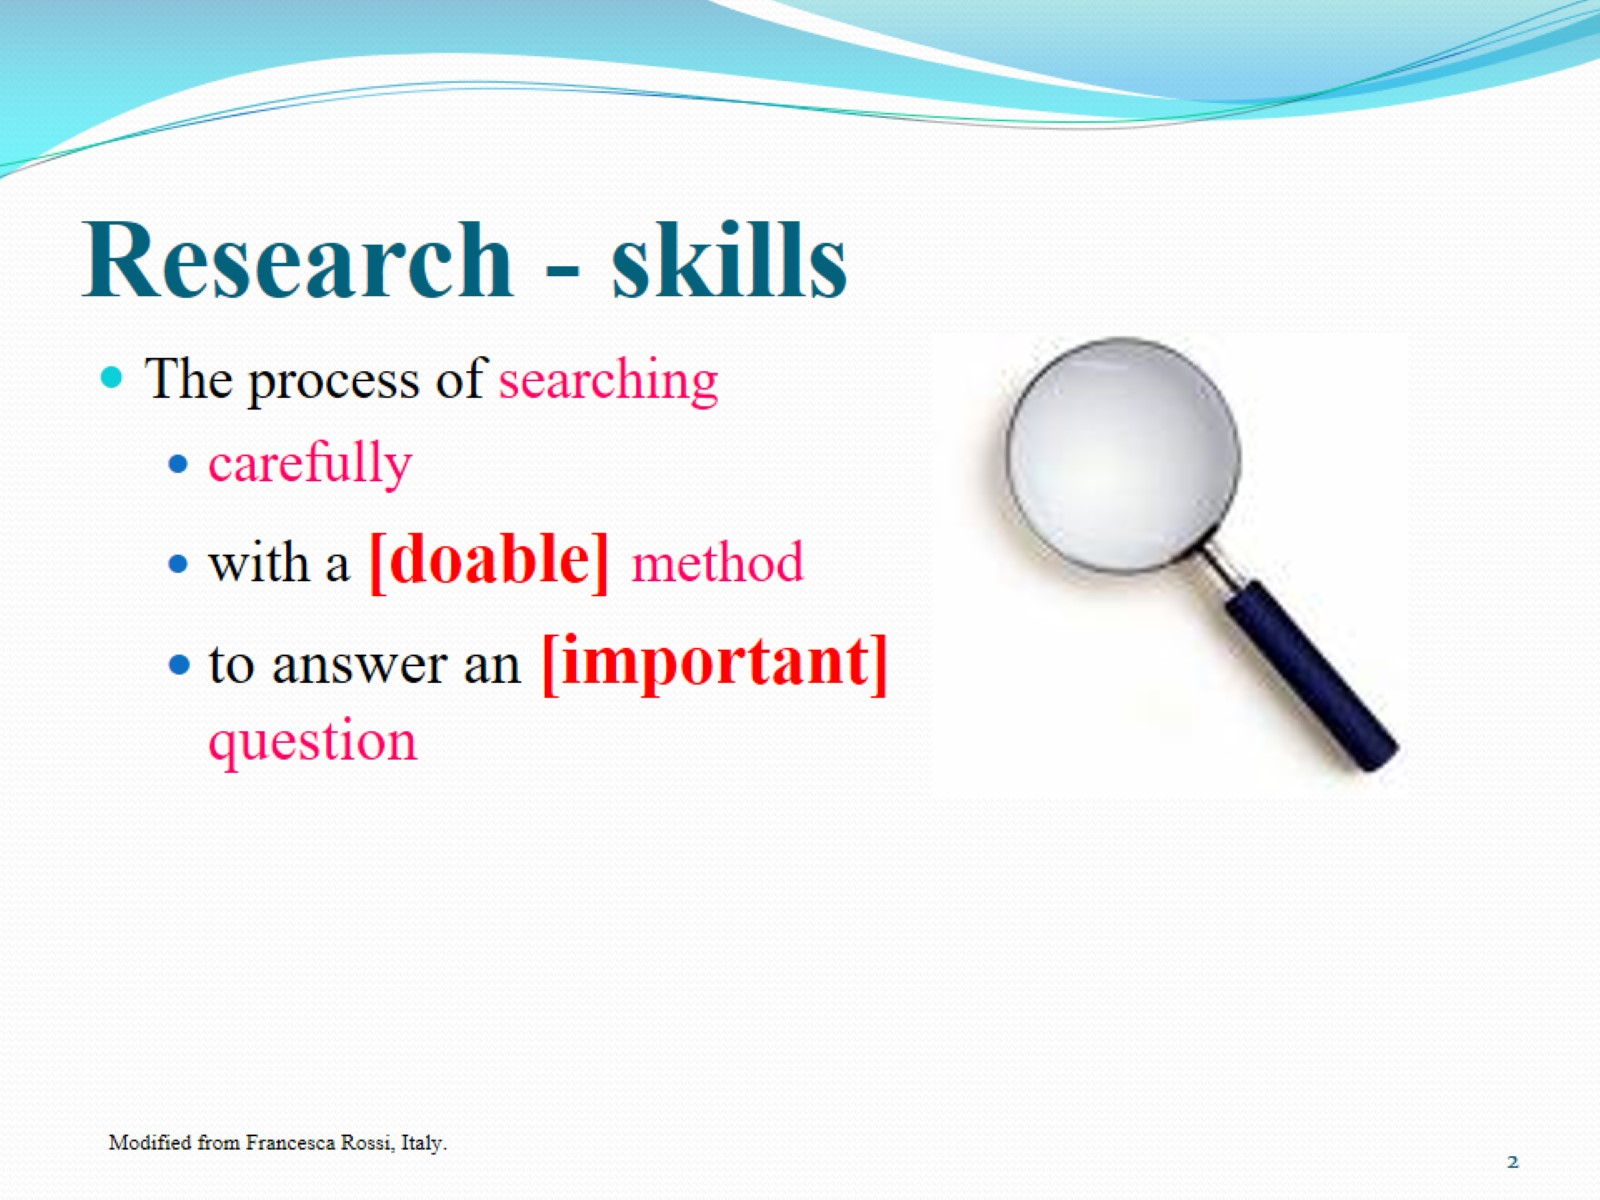 Research - skills
The process of searching
carefully
with a [doable] method
to answer an [important]
question
Modified from Francesca Rossi, Italy.
2